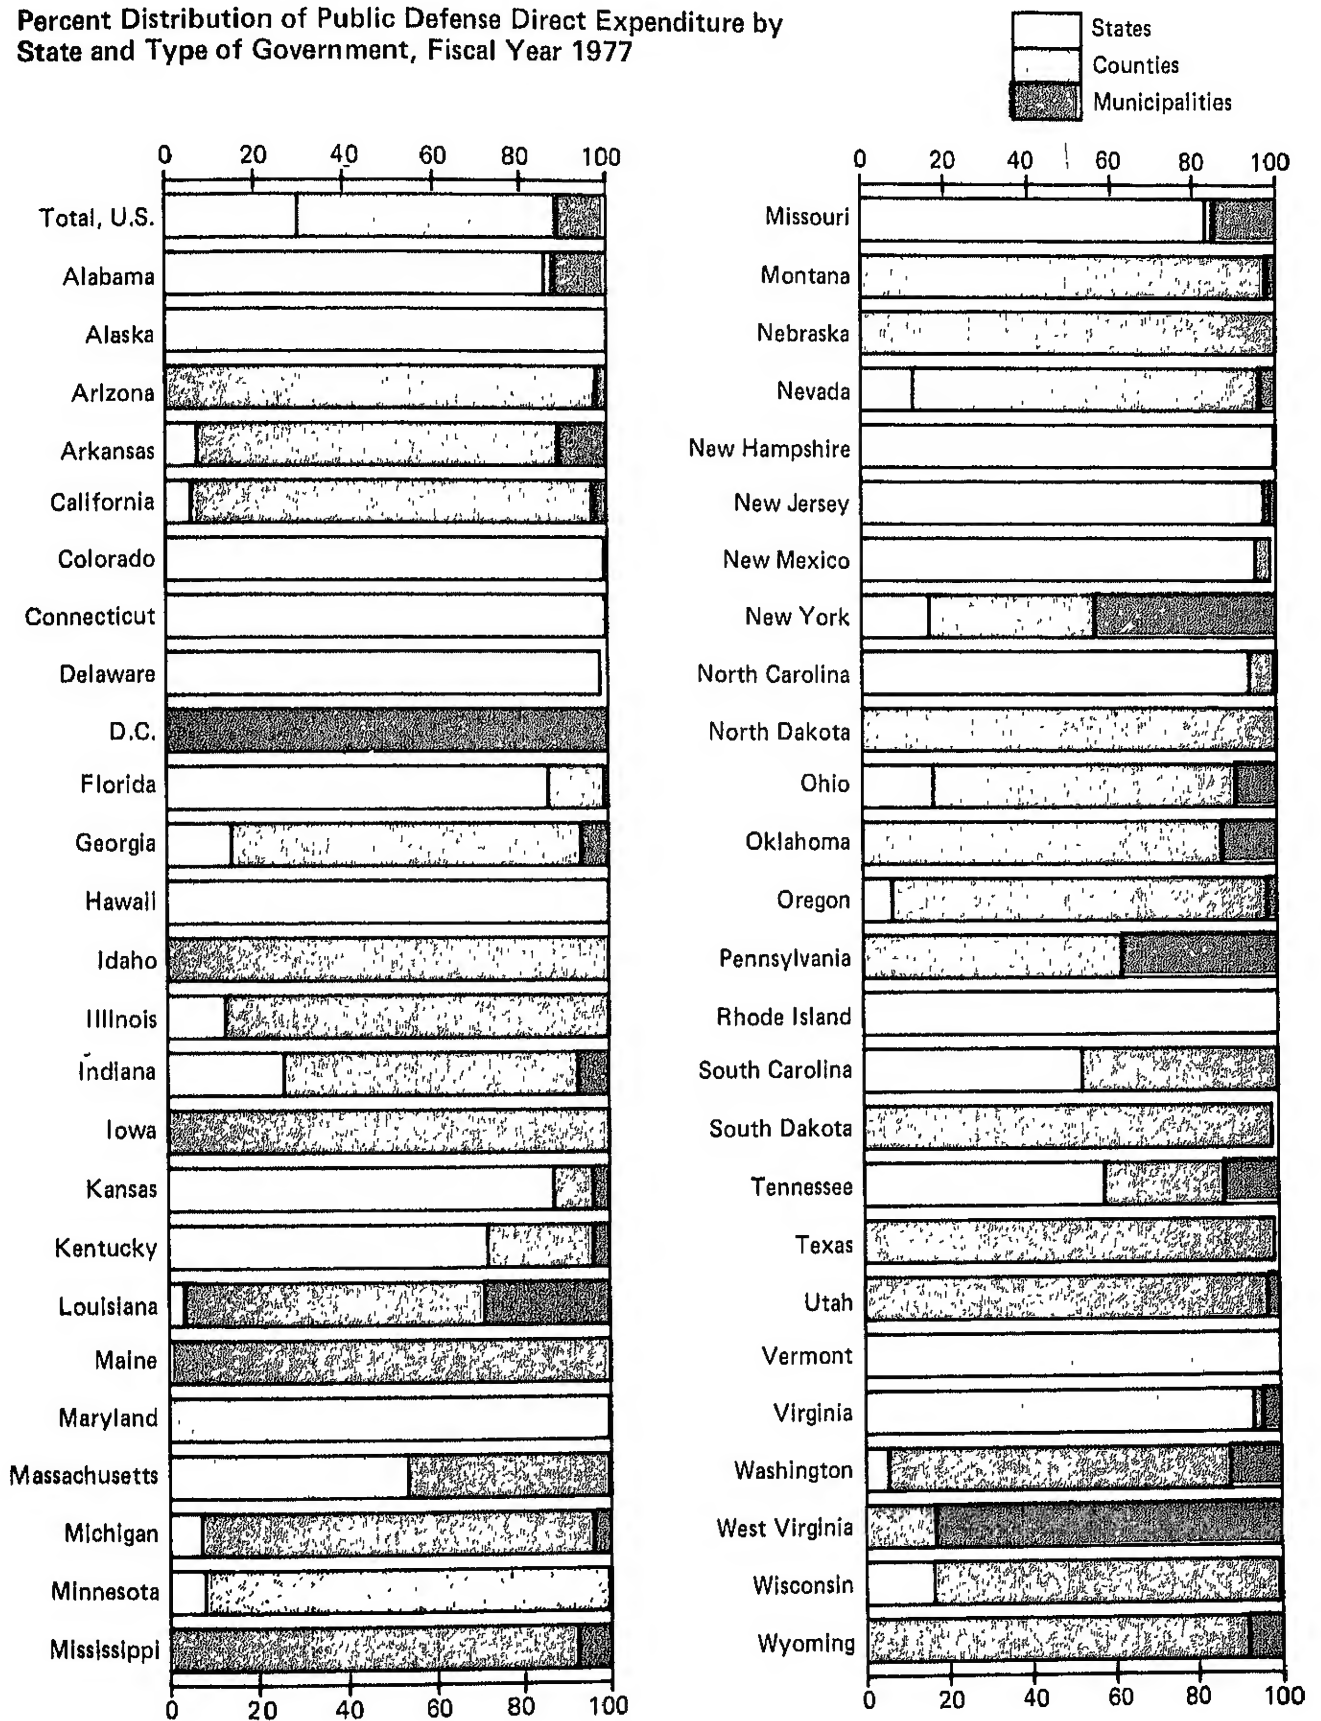 Percent Distribution of Public Defense Direct Expenditure by
State and Type of Government, Fiscal Year 1977
States
Counties
Municipalities
0 20 40 60 80 100
Total, U.S.
Alabama
Alaska
Arizona
Arkansas
California
Colorado
Connecticut
Delaware
D.C.
Florida
Georgia
Hawaii
Idaho
Illinois
Indiana
Iowa
Kansas
Kentucky
Louisiana
Maine
Maryland
Massachusetts
Michigan
Minnesota
Mississippi
0 20 40 60 80 100
0 20 40 60 80 100
Missouri
Montana
Nebraska
Nevada
New Hampshire
New Jersey
New Mexico
New York
North Carolina
North Dakota
Ohio
Oklahoma
Oregon
Pennsylvania
Rhode Island
South Carolina
South Dakota
Tennessee
Texas
Utah
Vermont
Virginia
Washington
West Virginia
Wisconsin
Wyoming
0 20 40 60 80 100